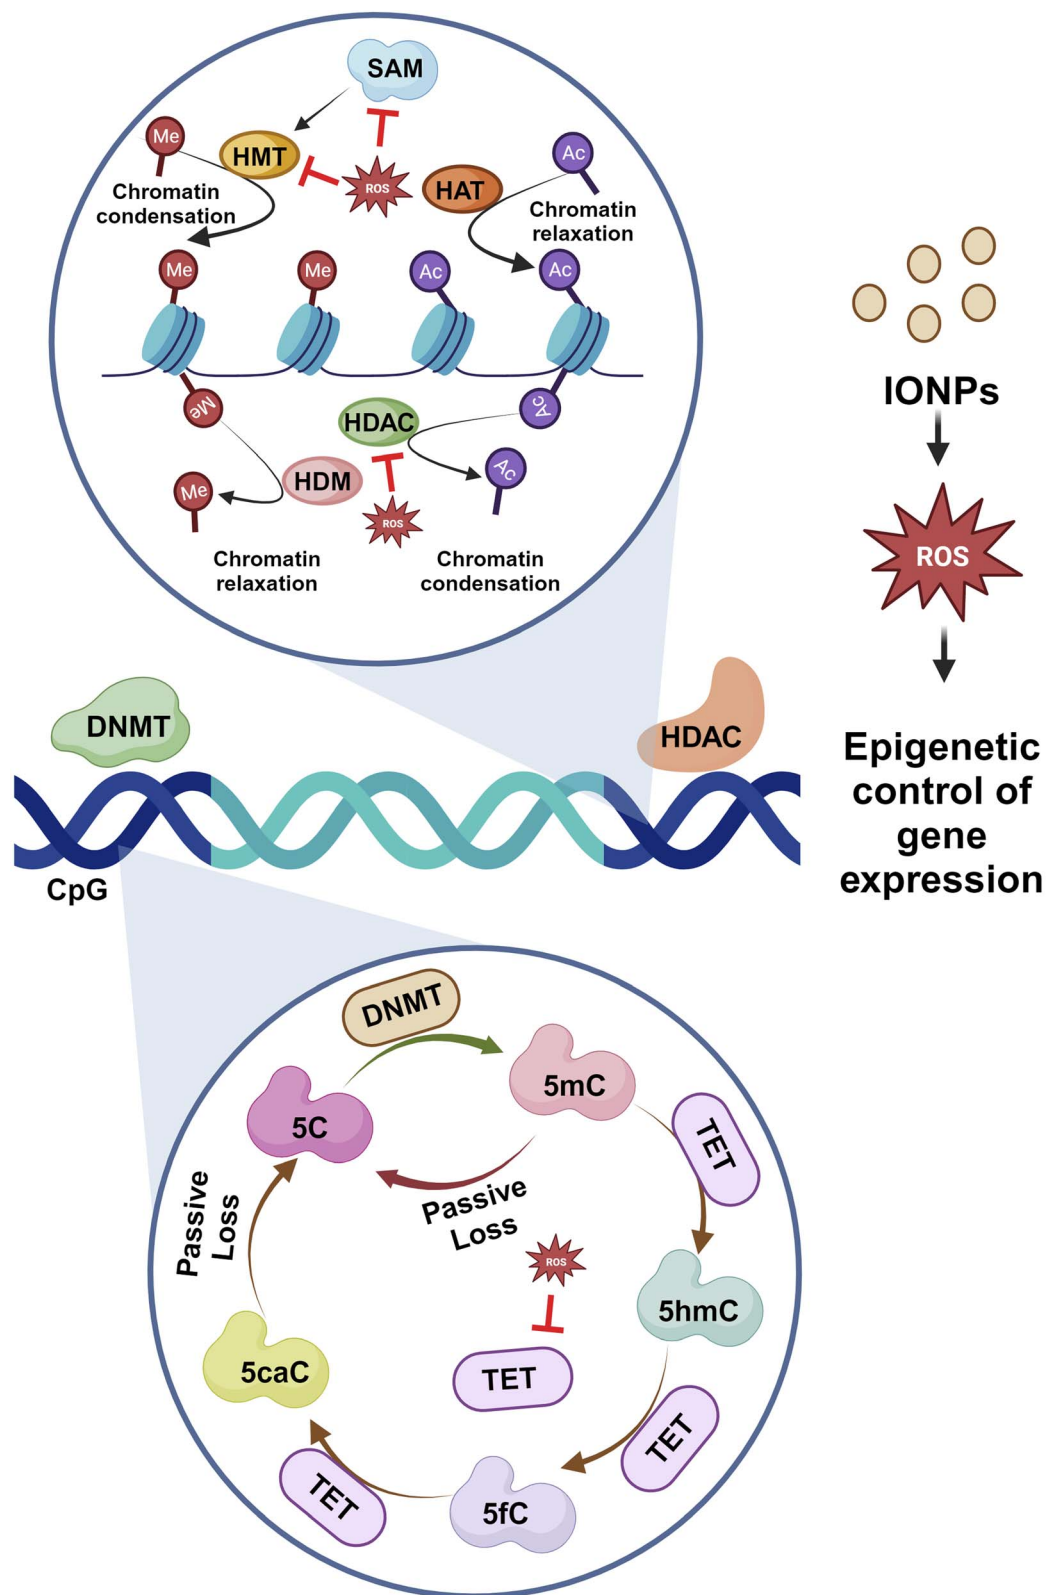 SAM
Me
HMT
ROS
HAT
Ac
Chromatin
condensation
Chromatin
relaxation
Me
Me
Ac
Ac
Me
HDAC
Ac
Me
HDM
Ac
ROS
Chromatin
relaxation
Chromatin
condensation
IONPs
ROS
Epigenetic
control of
gene
expression
DNMT
HDAC
CpG
DNMT
5C
5mC
TET
Passive
Loss
Passive
Loss
ROS
5hmC
TET
5caC
TET
5fC
TET